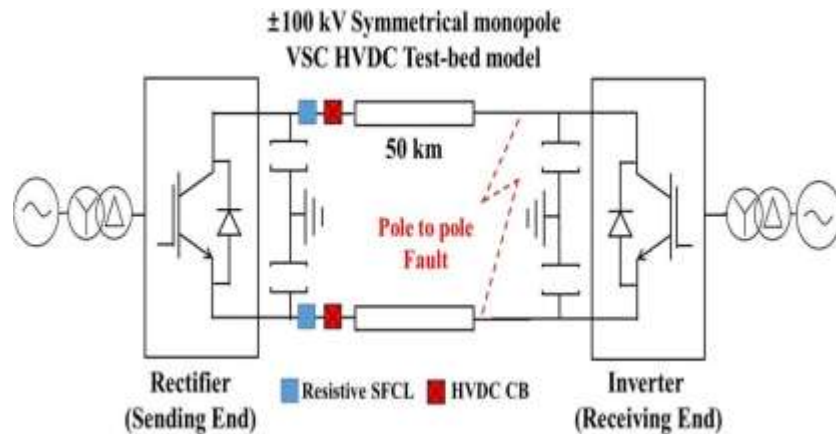 ±100 kV Symmetrical monopole
VSC HVDC Test-bed model
50 km
Pole to pole
Fault
Rectifier
(Sending End)
Resistive SFCL
HVDC CB
Inverter
(Receiving End)